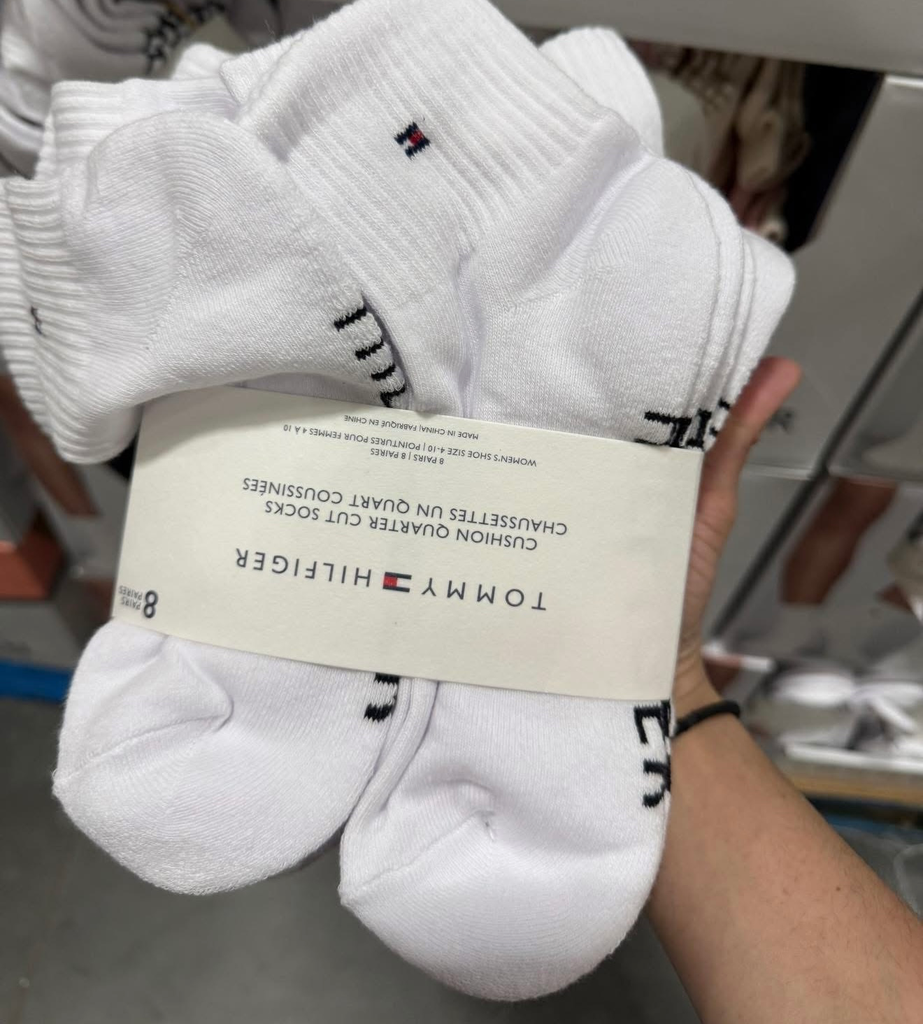 TOMMY HILFIGER
CUSHION QUARTER CUT SOCKS
CHAUSSETTES UN QUART COUSSINÉES
8 PAIRS | 8 PAIRES
WOMEN'S SHOE SIZE 4-10 | POINTURES POUR FEMMES 4 À 10
MADE IN CHINA/FABRIQUÉ EN CHINE
8
PAIRS
PAIRES
ER